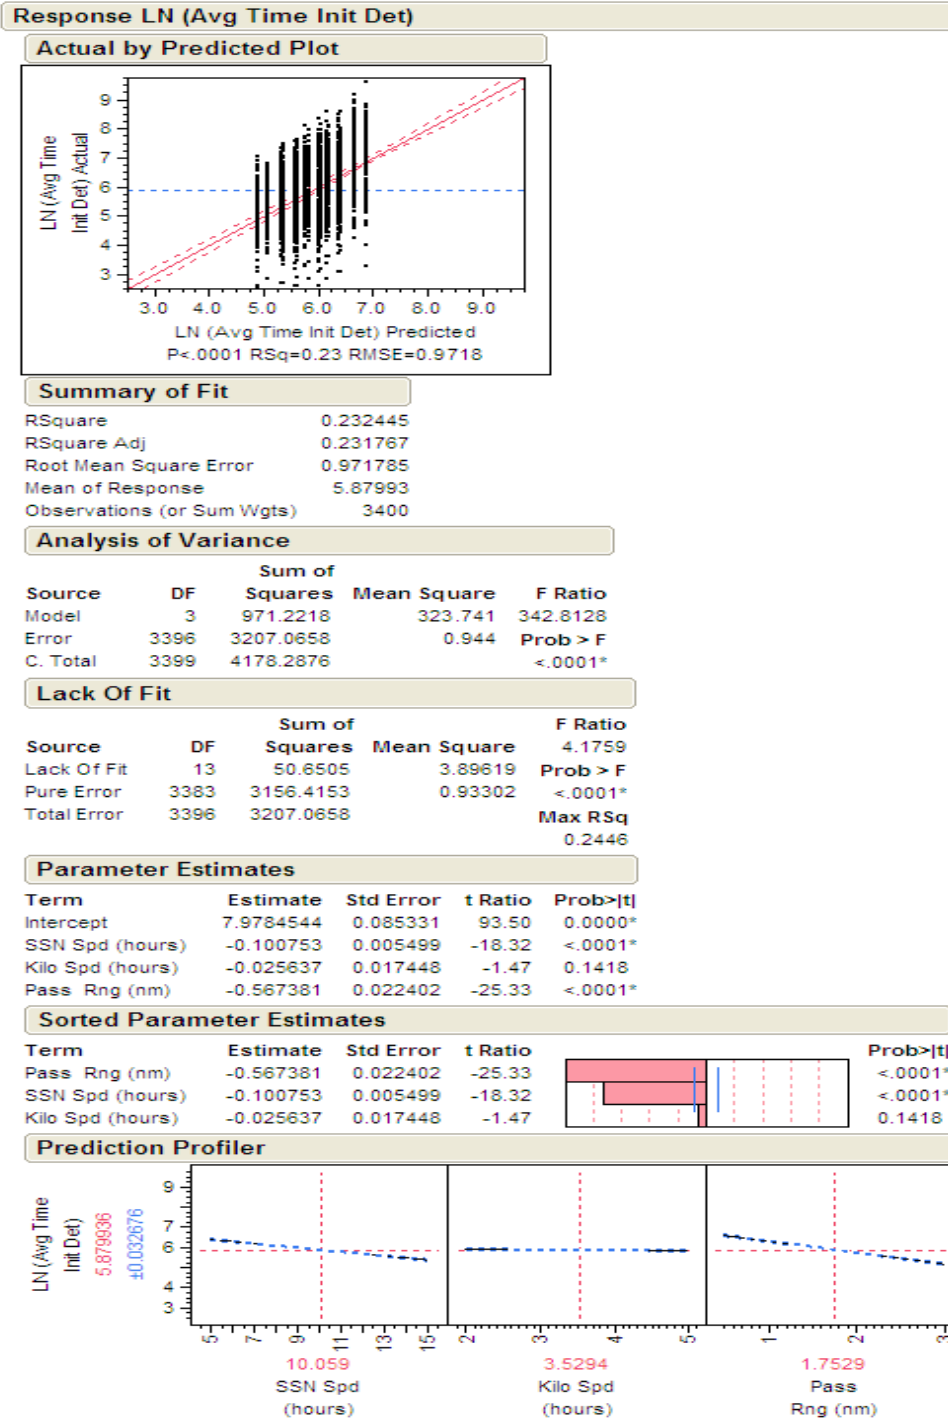 Response LN (Avg Time Init Det)
Actual by Predicted Plot
LN (Avg Time
Init Det) Actual
9
8
7
6
5
4
3
3.0 4.0 5.0 6.0 7.0 8.0 9.0
LN (Avg Time Init Det) Predicted
P<.0001 RSq=0.23 RMSE=0.9718
Summary of Fit
RSquare 0.232445
RSquare Adj 0.231767
Root Mean Square Error 0.971785
Mean of Response 5.87993
Observations (or Sum Wgts) 3400
Analysis of Variance
Sum of
Source DF Squares Mean Square F Ratio
Model 3 971.2218 323.741 342.8128
Error 3396 3207.0658 0.944 Prob > F
C. Total 3399 4178.2876 <.0001*
Lack Of Fit
Sum of F Ratio
Source DF Squares Mean Square 4.1759
Lack Of Fit 13 50.6505 3.89619 Prob > F
Pure Error 3383 3156.4153 0.93302 <.0001*
Total Error 3396 3207.0658 Max RSq
0.2446
Parameter Estimates
Term Estimate Std Error t Ratio Prob>|t|
Intercept 7.9784544 0.085331 93.50 0.0000*
SSN Spd (hours) -0.100753 0.005499 -18.32 <.0001*
Kilo Spd (hours) -0.025637 0.017448 -1.47 0.1418
Pass Rng (nm) -0.567381 0.022402 -25.33 <.0001*
Sorted Parameter Estimates
Term Estimate Std Error t Ratio Prob>|t|
Pass Rng (nm) -0.567381 0.022402 -25.33 <.0001*
SSN Spd (hours) -0.100753 0.005499 -18.32 <.0001*
Kilo Spd (hours) -0.025637 0.017448 -1.47 0.1418
Prediction Profiler
LN (Avg Time
Init Det)
5.879936
±0.032676
9
7
6
4
3
5 7 9 11 13 15 2 3 4 5 1 2 3
10.059 3.5294 1.7529
SSN Spd Kilo Spd Pass
(hours) (hours) Rng (nm)